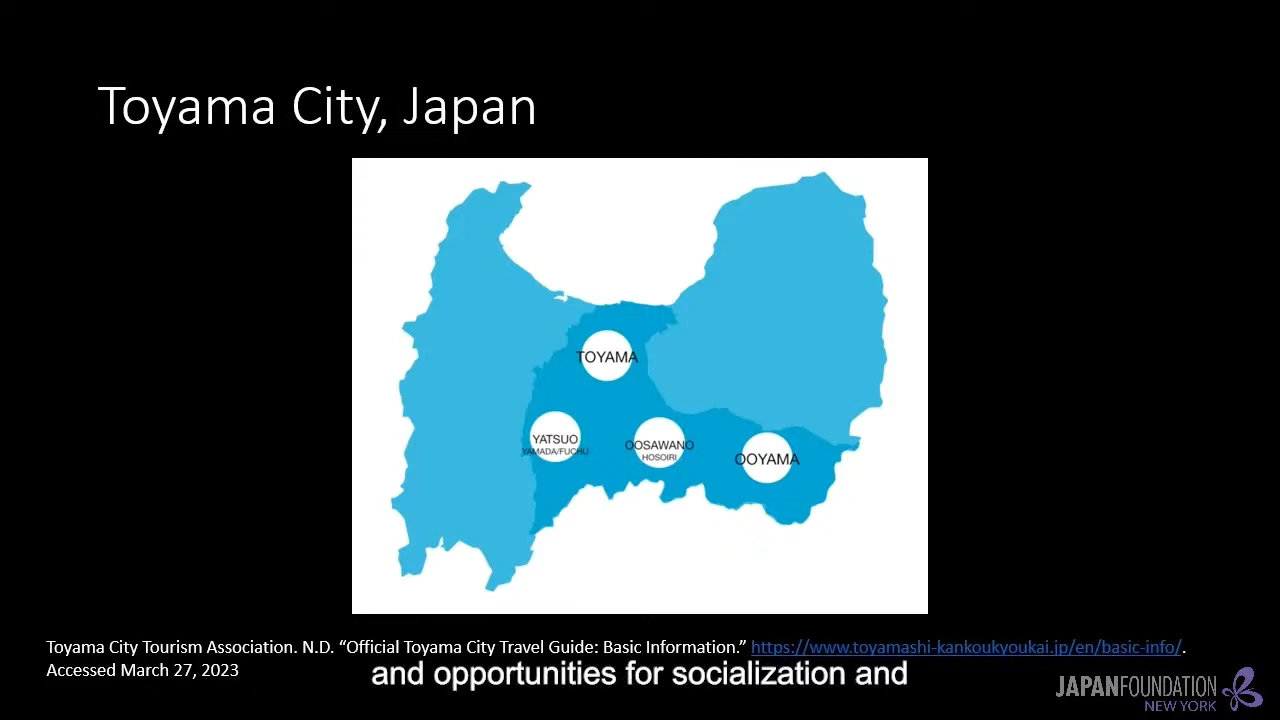 Toyama City, Japan
TOYAMA
YATSUO
YAMADA/FUCHU
OOSAWANO
HOSOIRI
OOYAMA
Toyama City Tourism Association. N.D. “Official Toyama City Travel Guide: Basic Information.” https://www.toyamashi-kankoukyoukai.jp/en/basic-info/.
Accessed March 27, 2023
and opportunities for socialization and
JAPANFOUNDATION
NEW YORK